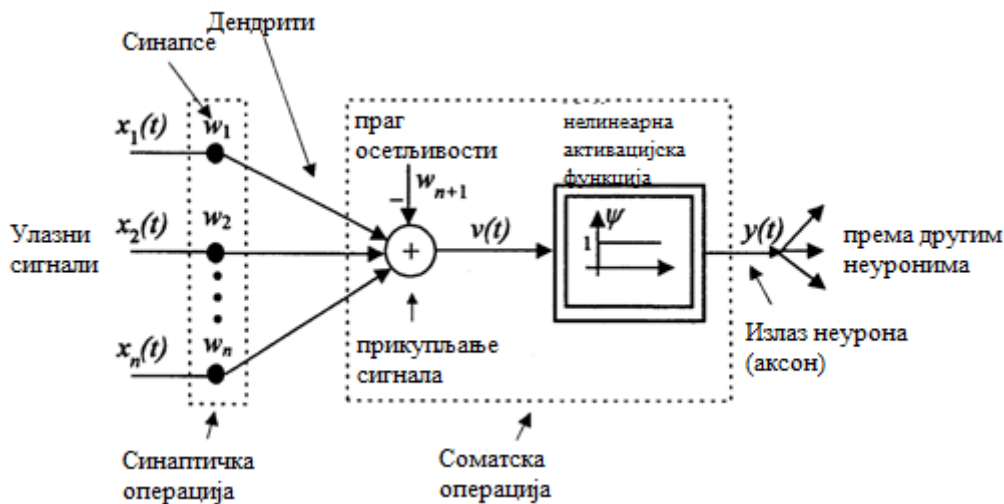 Дендрити
Синапсе
x₁(t)
w₁
праг
осетљивости
нелинеарна
активацијска
функција
wₙ₊₁
−
Улазни
сигнали
x₂(t)
w₂
+
v(t)
ψ
1
y(t)
према другим
неуронима
xₙ(t)
wₙ
прикупљање
сигнала
Излаз неурона
(аксон)
Синаптичка
операција
Соматска
операција